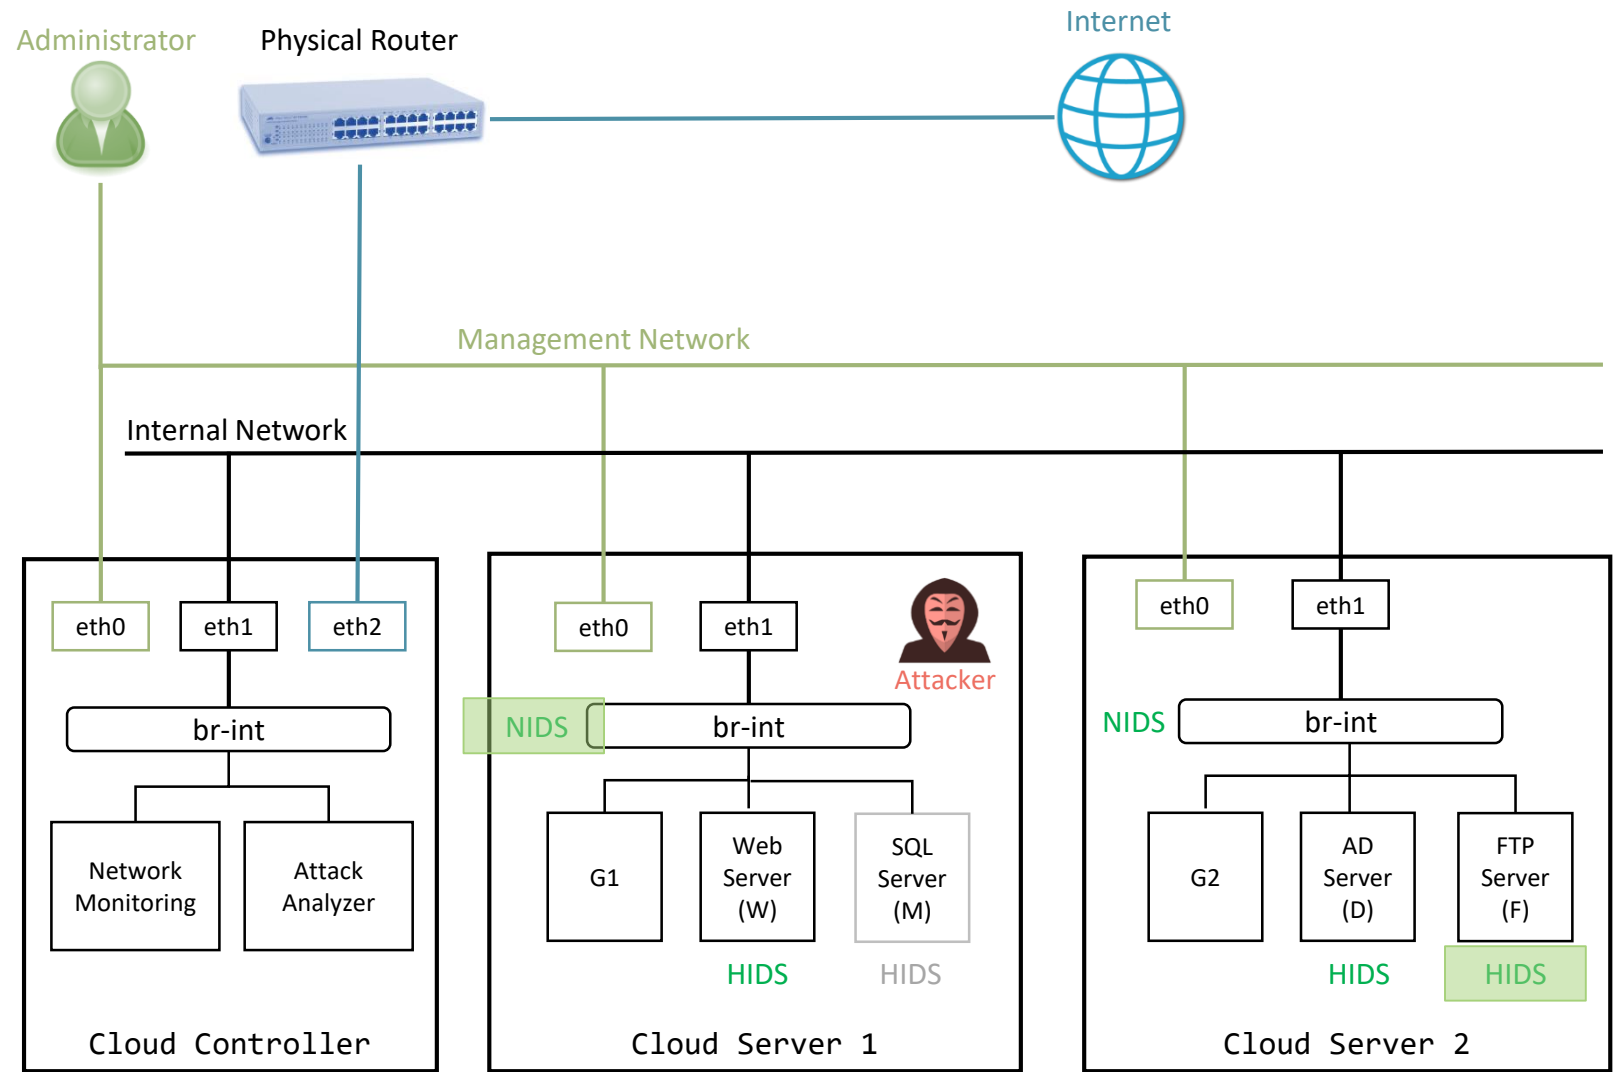 Administrator
Physical Router
Internet
Management Network
Internal Network
eth0
eth1
eth2
br-int
Network
Monitoring
Attack
Analyzer
Cloud Controller
eth0
eth1
Attacker
NIDS
br-int
G1
Web
Server
(W)
SQL
Server
(M)
HIDS
HIDS
Cloud Server 1
eth0
eth1
NIDS
br-int
G2
AD
Server
(D)
FTP
Server
(F)
HIDS
HIDS
Cloud Server 2